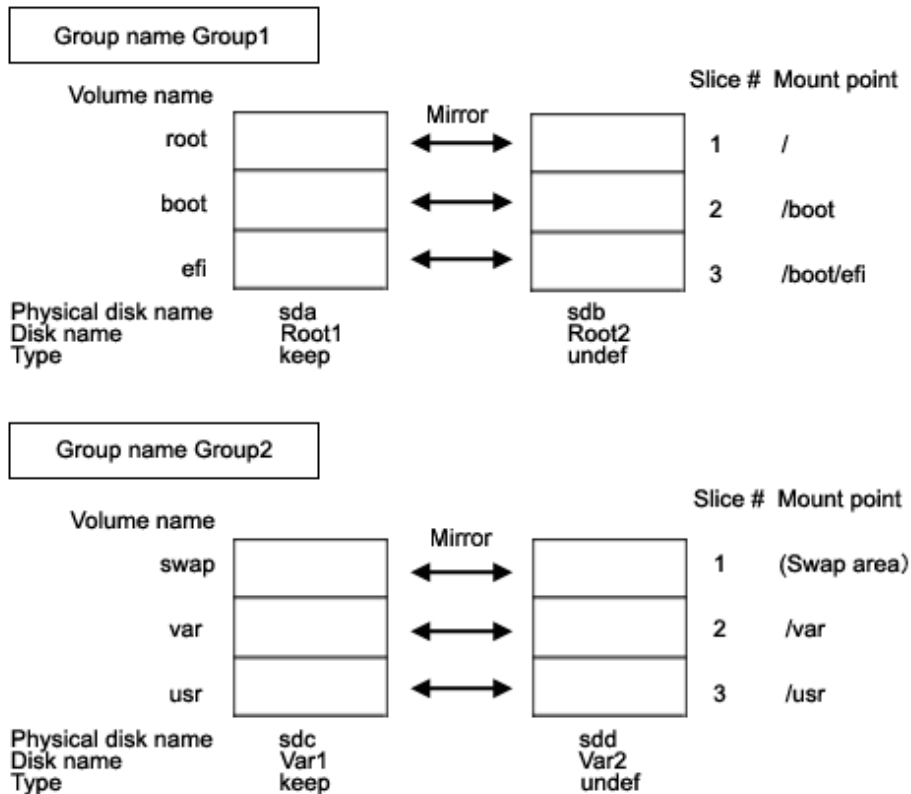 Group name Group1
Slice # Mount point
Volume name
Mirror
root 1 /
boot 2 /boot
efi 3 /boot/efi
Physical disk name sda sdb
Disk name Root1 Root2
Type keep undef
Group name Group2
Slice # Mount point
Volume name
Mirror
swap 1 (Swap area)
var 2 /var
usr 3 /usr
Physical disk name sdc sdd
Disk name Var1 Var2
Type keep undef